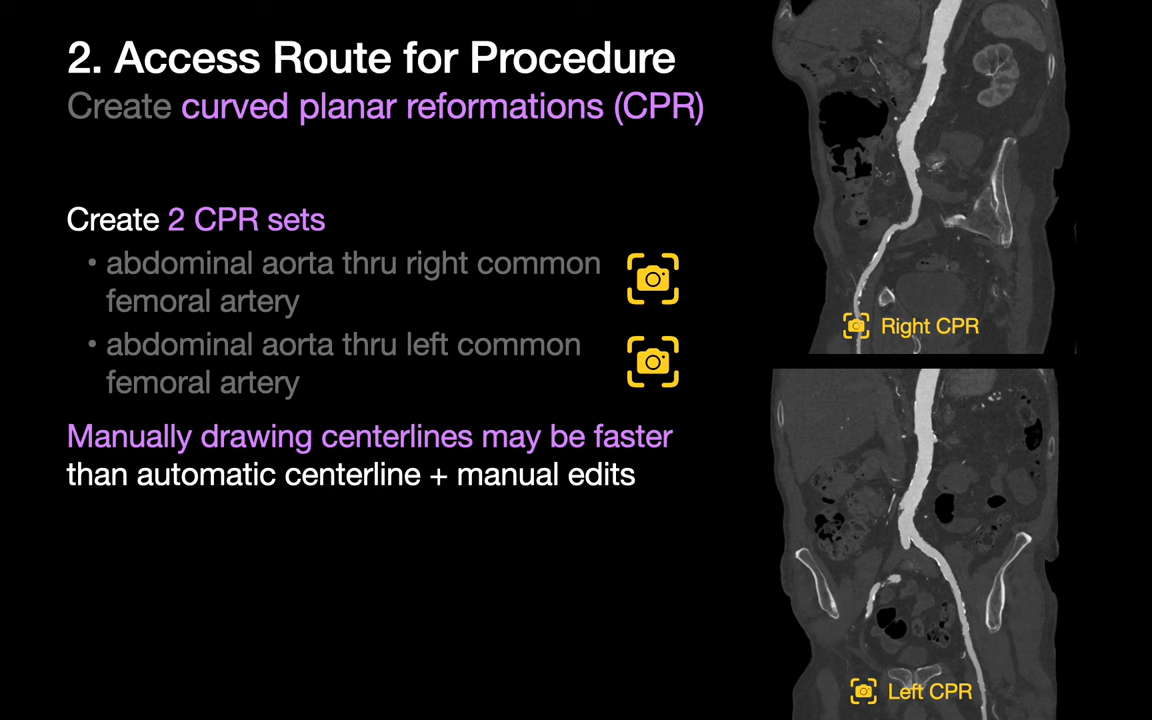 2. Access Route for Procedure
Create curved planar reformations (CPR)
Create 2 CPR sets
• abdominal aorta thru right common
femoral artery
• abdominal aorta thru left common
femoral artery
Manually drawing centerlines may be faster
than automatic centerline + manual edits
Right CPR
Left CPR